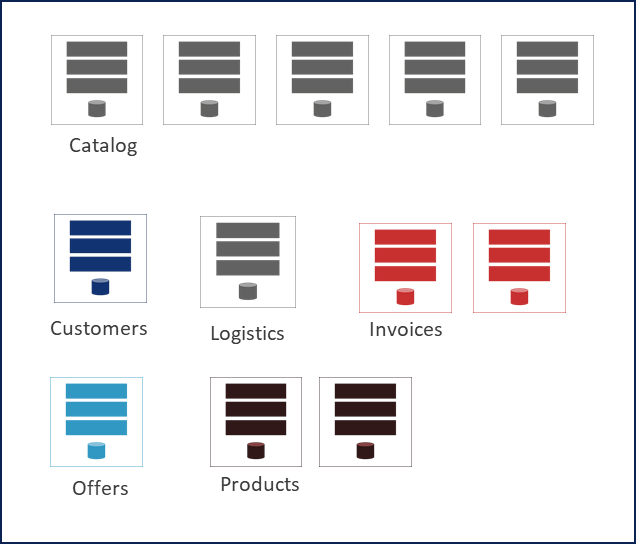 Catalog
Customers
Logistics
Invoices
Offers
Products